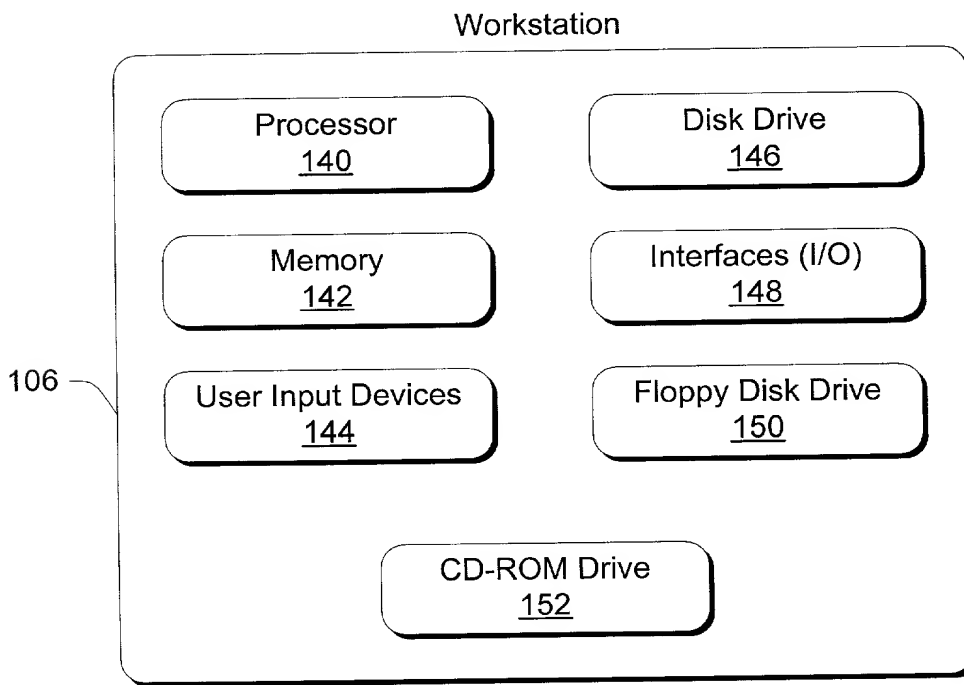 Workstation
Processor
140
Disk Drive
146
Memory
142
Interfaces (I/O)
148
106
User Input Devices
144
Floppy Disk Drive
150
CD-ROM Drive
152